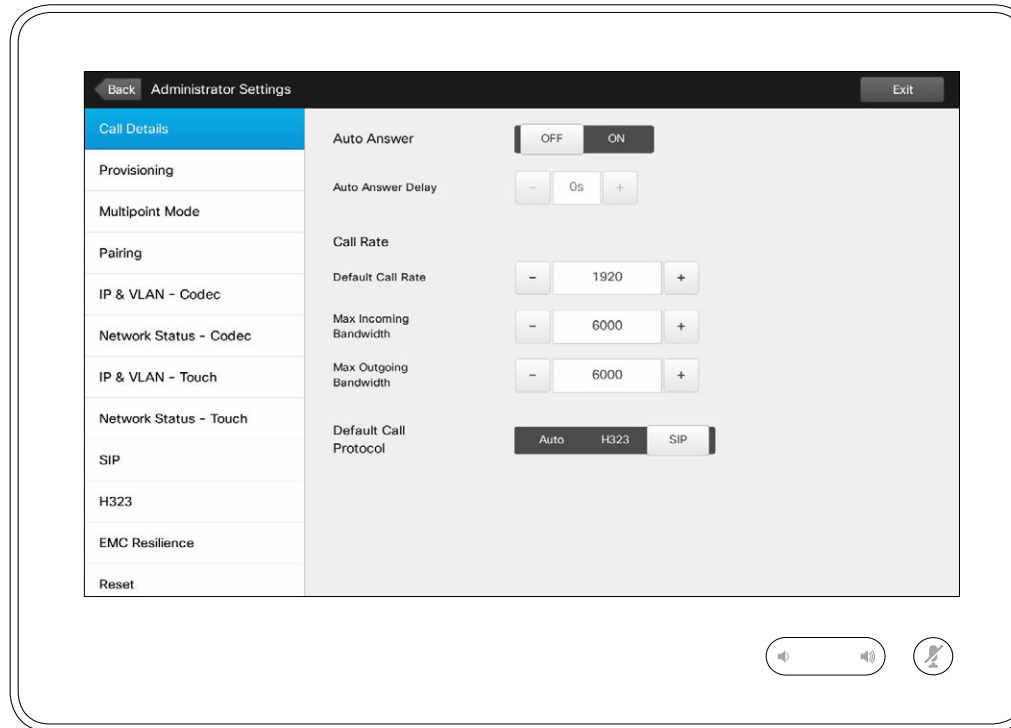 Back Administrator Settings Exit
Call Details
Provisioning
Multipoint Mode
Pairing
IP & VLAN - Codec
Network Status - Codec
IP & VLAN - Touch
Network Status - Touch
SIP
H323
EMC Resilience
Reset
Auto Answer OFF ON
Auto Answer Delay - 0s +
Call Rate
Default Call Rate - 1920 +
Max Incoming
Bandwidth - 6000 +
Max Outgoing
Bandwidth - 6000 +
Default Call
Protocol Auto H323 SIP